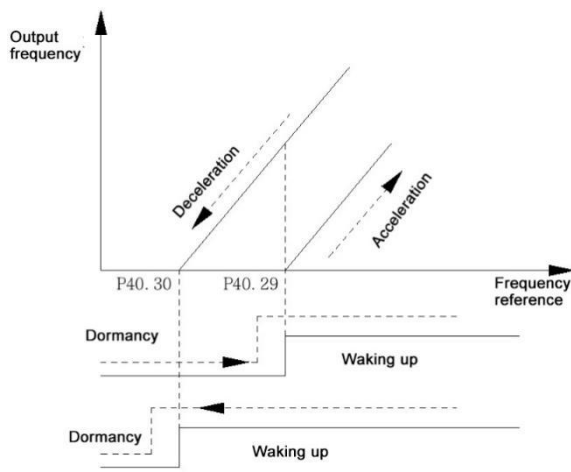 Output
frequency
Deceleration
Acceleration
P40.30
P40.29
Frequency
reference
Dormancy
Waking up
Dormancy
Waking up